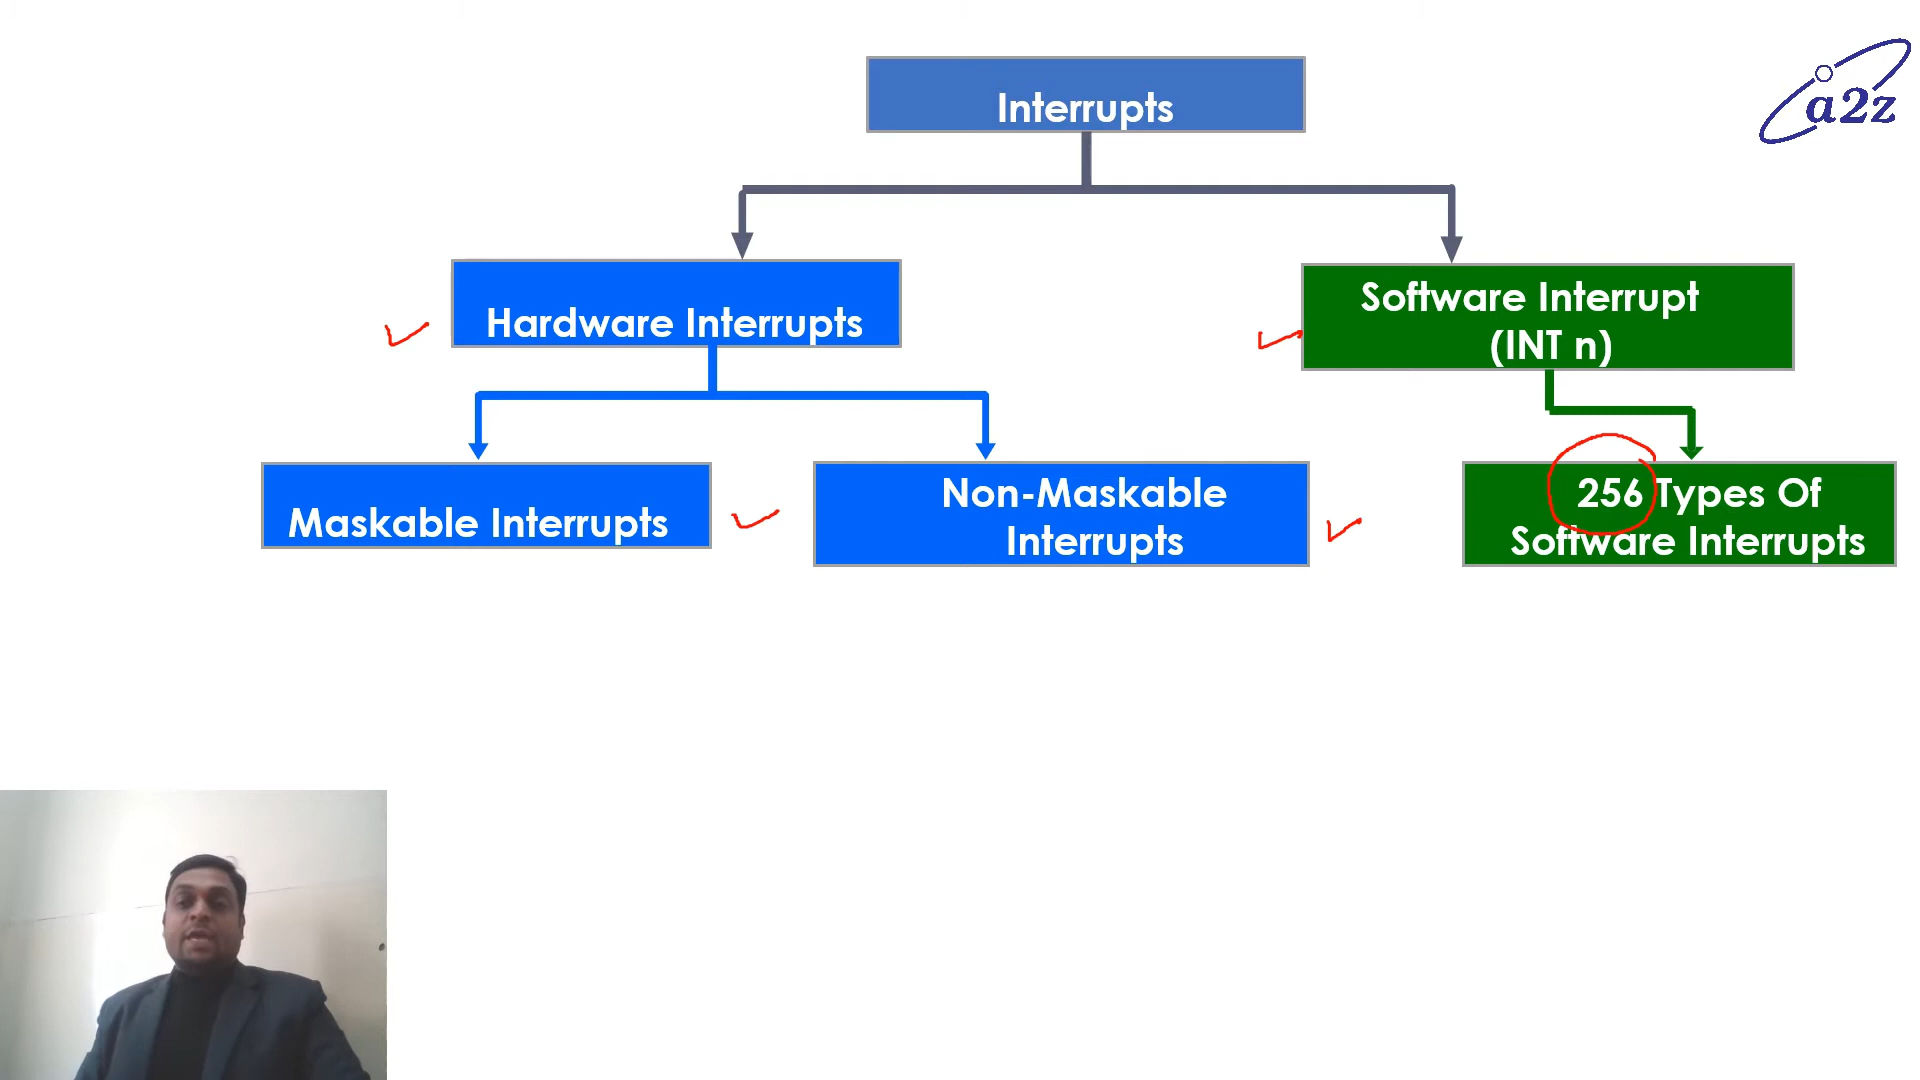 Interrupts
a2z
Hardware Interrupts
Software Interrupt
(INT n)
Maskable Interrupts
Non-Maskable
Interrupts
256 Types Of
Software Interrupts